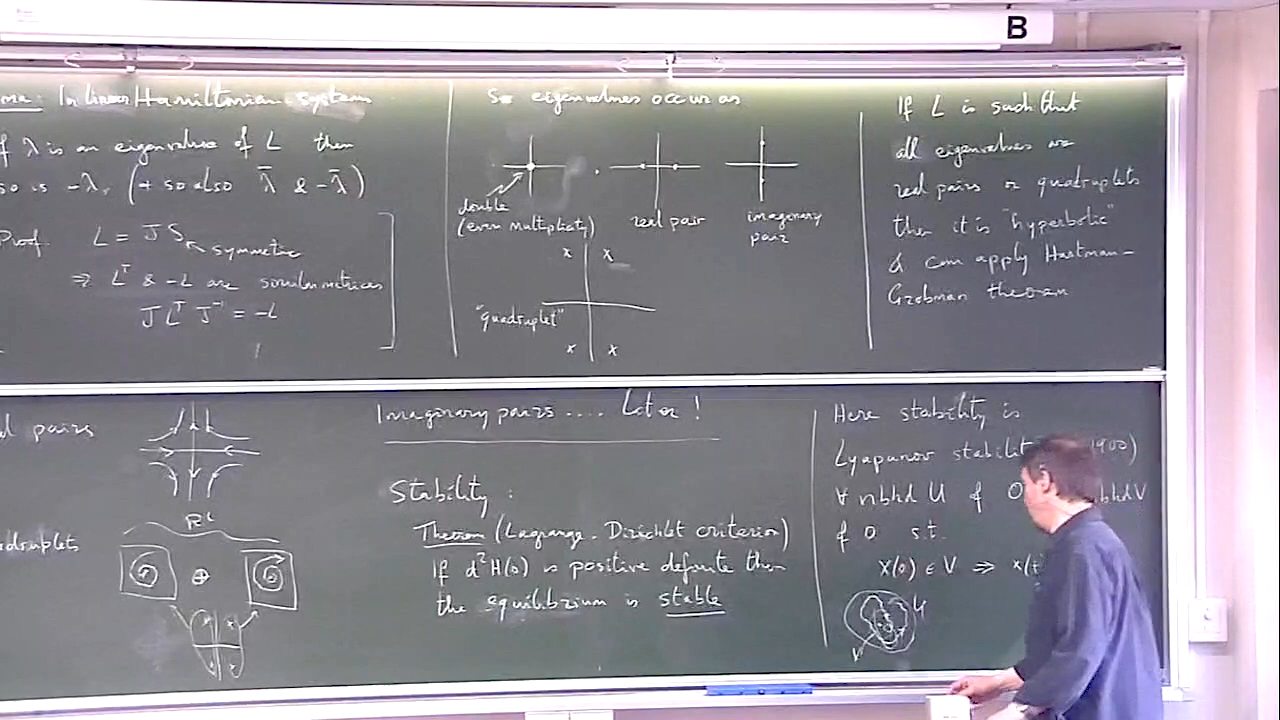 B
In linear Hamiltonian systems
if λ is an eigenvalue of L then
so is -λ, (+ so also λ̄ & -λ̄)
Proof. L = J S
symmetric
⇒ Lᵀ & -L are similar matrices
J Lᵀ J⁻¹ = -L
So eigenvalues occur as
double
(even multiplicity)
real pair
imaginary
pair
"quadruplet"
If L is such that
all eigenvalues are
real pairs or quadruplets
then it is "hyperbolic"
& can apply Hartman-
Grobman theorem
pairs
Imaginary pairs .... Later !
Stability :
Theorem (Lagrange - Dirichlet criterion)
If d²H(0) is positive definite then
the equilibrium is stable
Here stability is
Lyapunov 1900)
∀ nbhd U of 0 nbhd V
of 0 s.t.
x(0) ∈ V ⇒ x(t
U
V